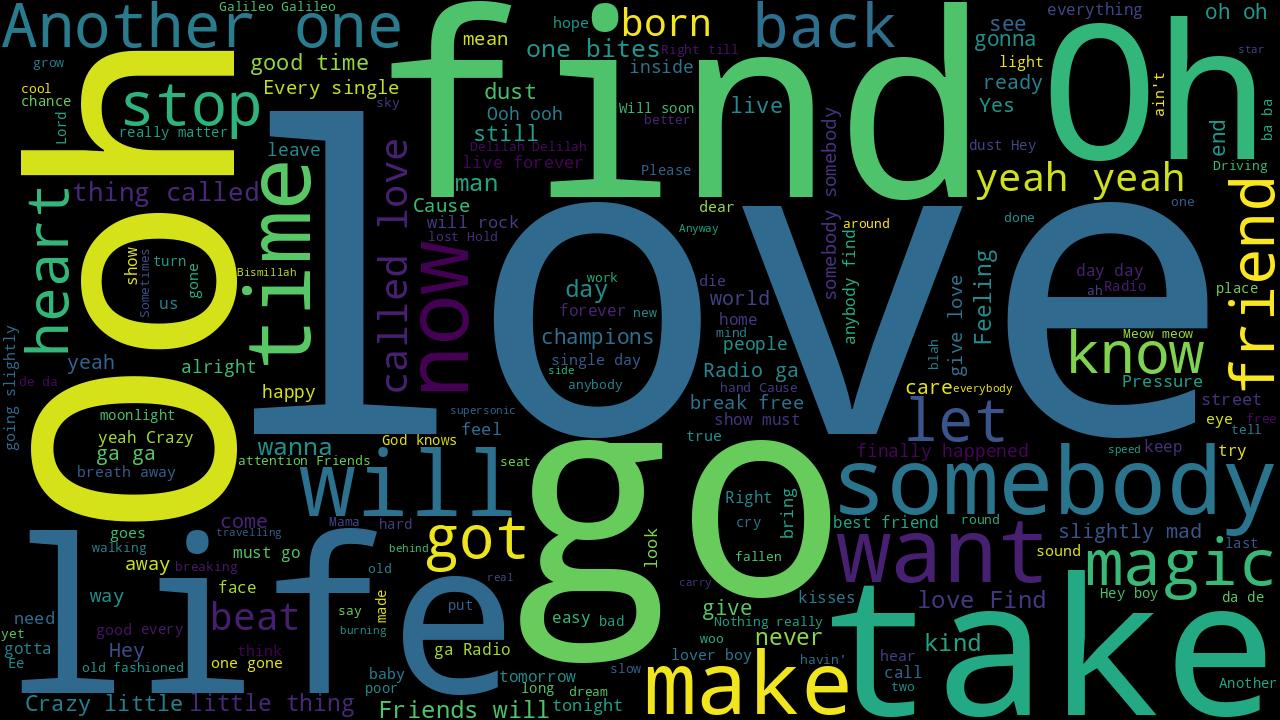 Another one
Galileo Galileo
find
hope
born
back
everything
oh oh
see
gonna
Oh
star
mean
one bites
Right till
inside
light
ready
ain't
grow
good time
Every single
cool
chance
stop
really matter
Lord
sky
dust
Ooh ooh
still
Will soon
better
live
Yes
end
ba ba
Ooh
leave
Delilah Delilah
live forever
Please
somebody somebody
dust Hey
Driving
thing called
time
love
man
yeah yeah
one
friend
heart
called love
Cause
will rock
lost Hold
now
dear
Anyway
around
done
show
sometimes
turn
gone
us
Bismillah
work
day
forever
new
die
world
home
anybody find
give love
Feeling
day day
ah
Radio
place
champions
mind
people
Meow meow
know
going slightly
yeah
alright
single day
side
anybody
Radio ga
hand Cause
blah
Pressure
de da
happy
care
everybody
break free
show must
street
moonlight
supersonic
feel
let
eye
free
tell
yeah Crazy
ga ga
breath away
wanna
God knows
attention Friends
seat
true
finally happened
speed
keep
try
Will
go
somebody
Right
cry
bring
fallen
come
travelling
Mama
hard
got
best friend
round
slightly mad
last
goes
walking
must go
behind
look
want
sound
magic
life
away
breaking
old
real
carry
Hey boy
da de
face
way
beat
say
made
burning
put
easy
bad
give
kisses
love Find
take
need
yet
gotta
Ee
good every
Hey
think
Nothing really
woo
never
kind
old fashioned
one gone
ga Radio
lover boy
havin'
hear
call
two
baby
poor
tomorrow
slow
make
Another
Crazy little
little thing
Friends will
long
dream
tonight